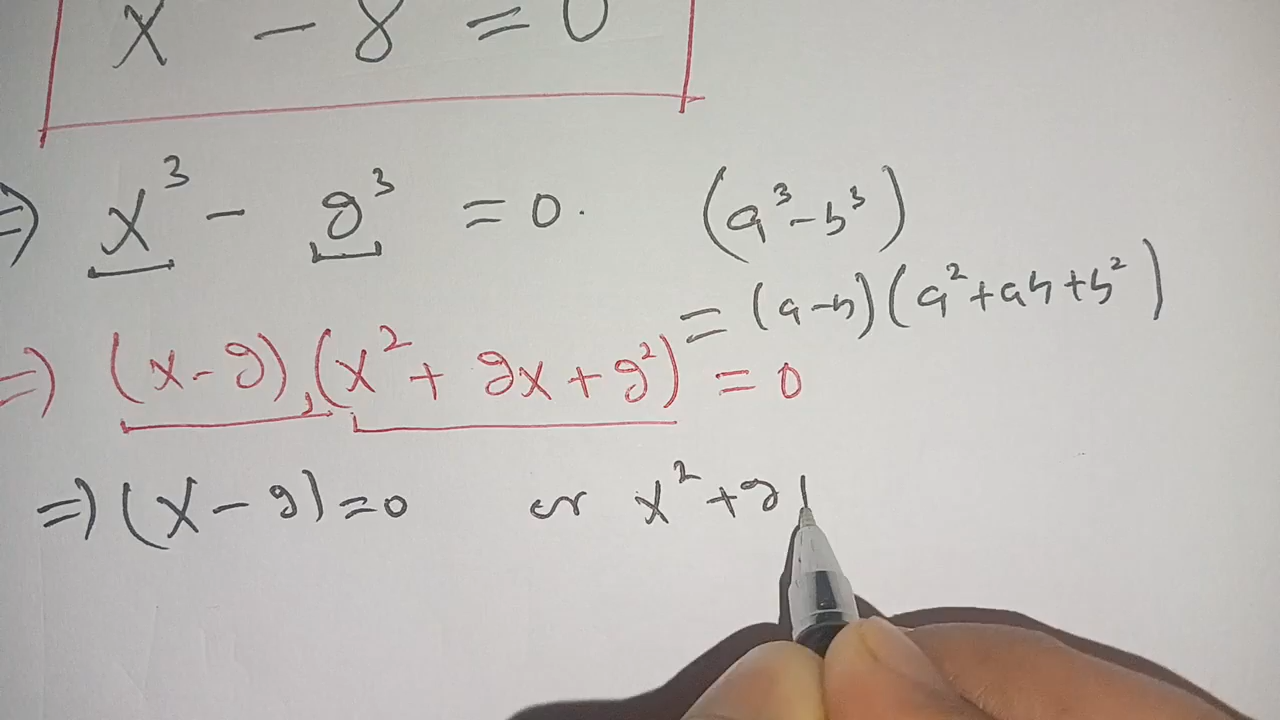 x - 8 = 0
⇒ x³ - 2³ = 0.
(a³-b³)
= (a-b)(a²+ab+b²)
⇒ (x-2),(x²+2x+2²) = 0
⇒ (x-2)=0 or x²+2